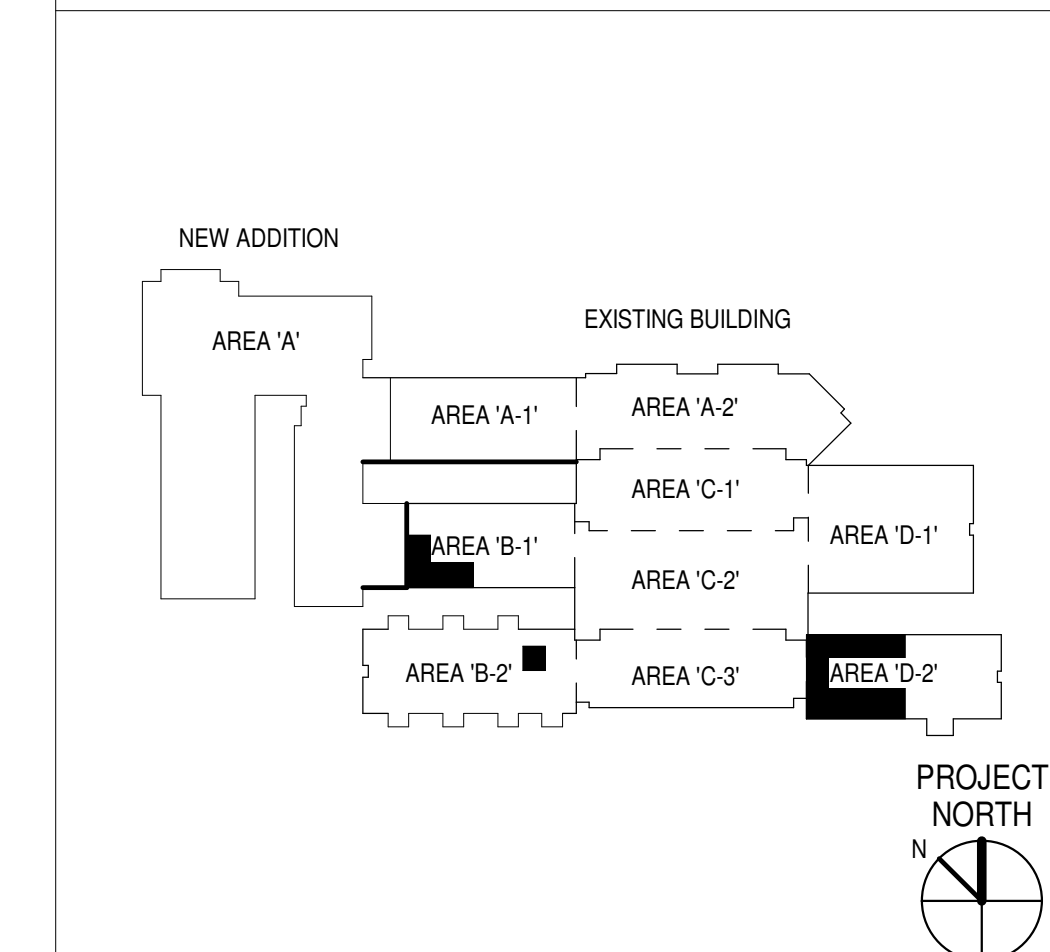 NEW ADDITION
EXISTING BUILDING
AREA 'A'
AREA 'A-1'
AREA 'A-2'
AREA 'C-1'
AREA 'B-1'
AREA 'D-1'
AREA 'C-2'
AREA 'B-2'
AREA 'C-3'
AREA 'D-2'
PROJECT
NORTH
N